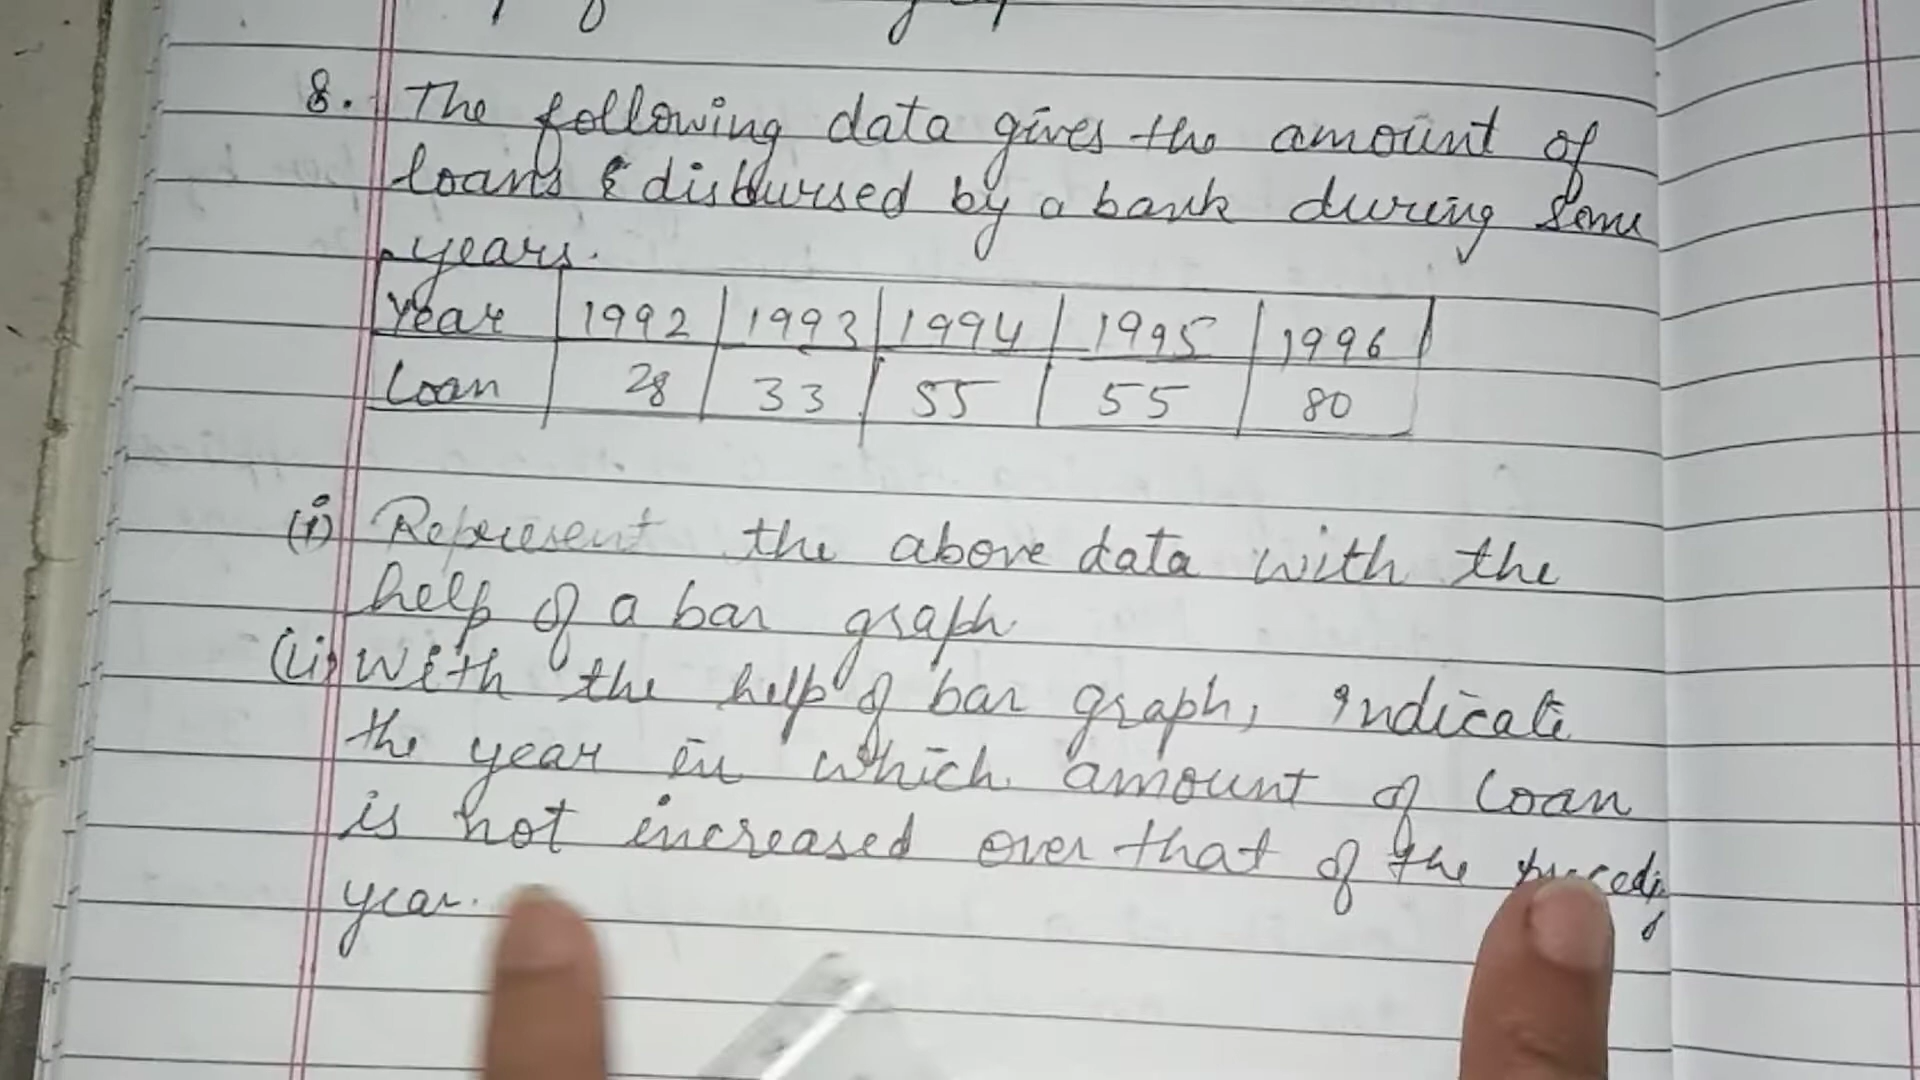 8. The following data gives the amount of
loans disbursed by a bank during some
years.
Year 1992 1993 1994 1995 1996
Loan 28 33 55 55 80
(i) Represent the above data with the
help of a bar graph.
(ii) With the help of bar graph, indicate
the year in which amount of loan
is not increased over that of the
year.